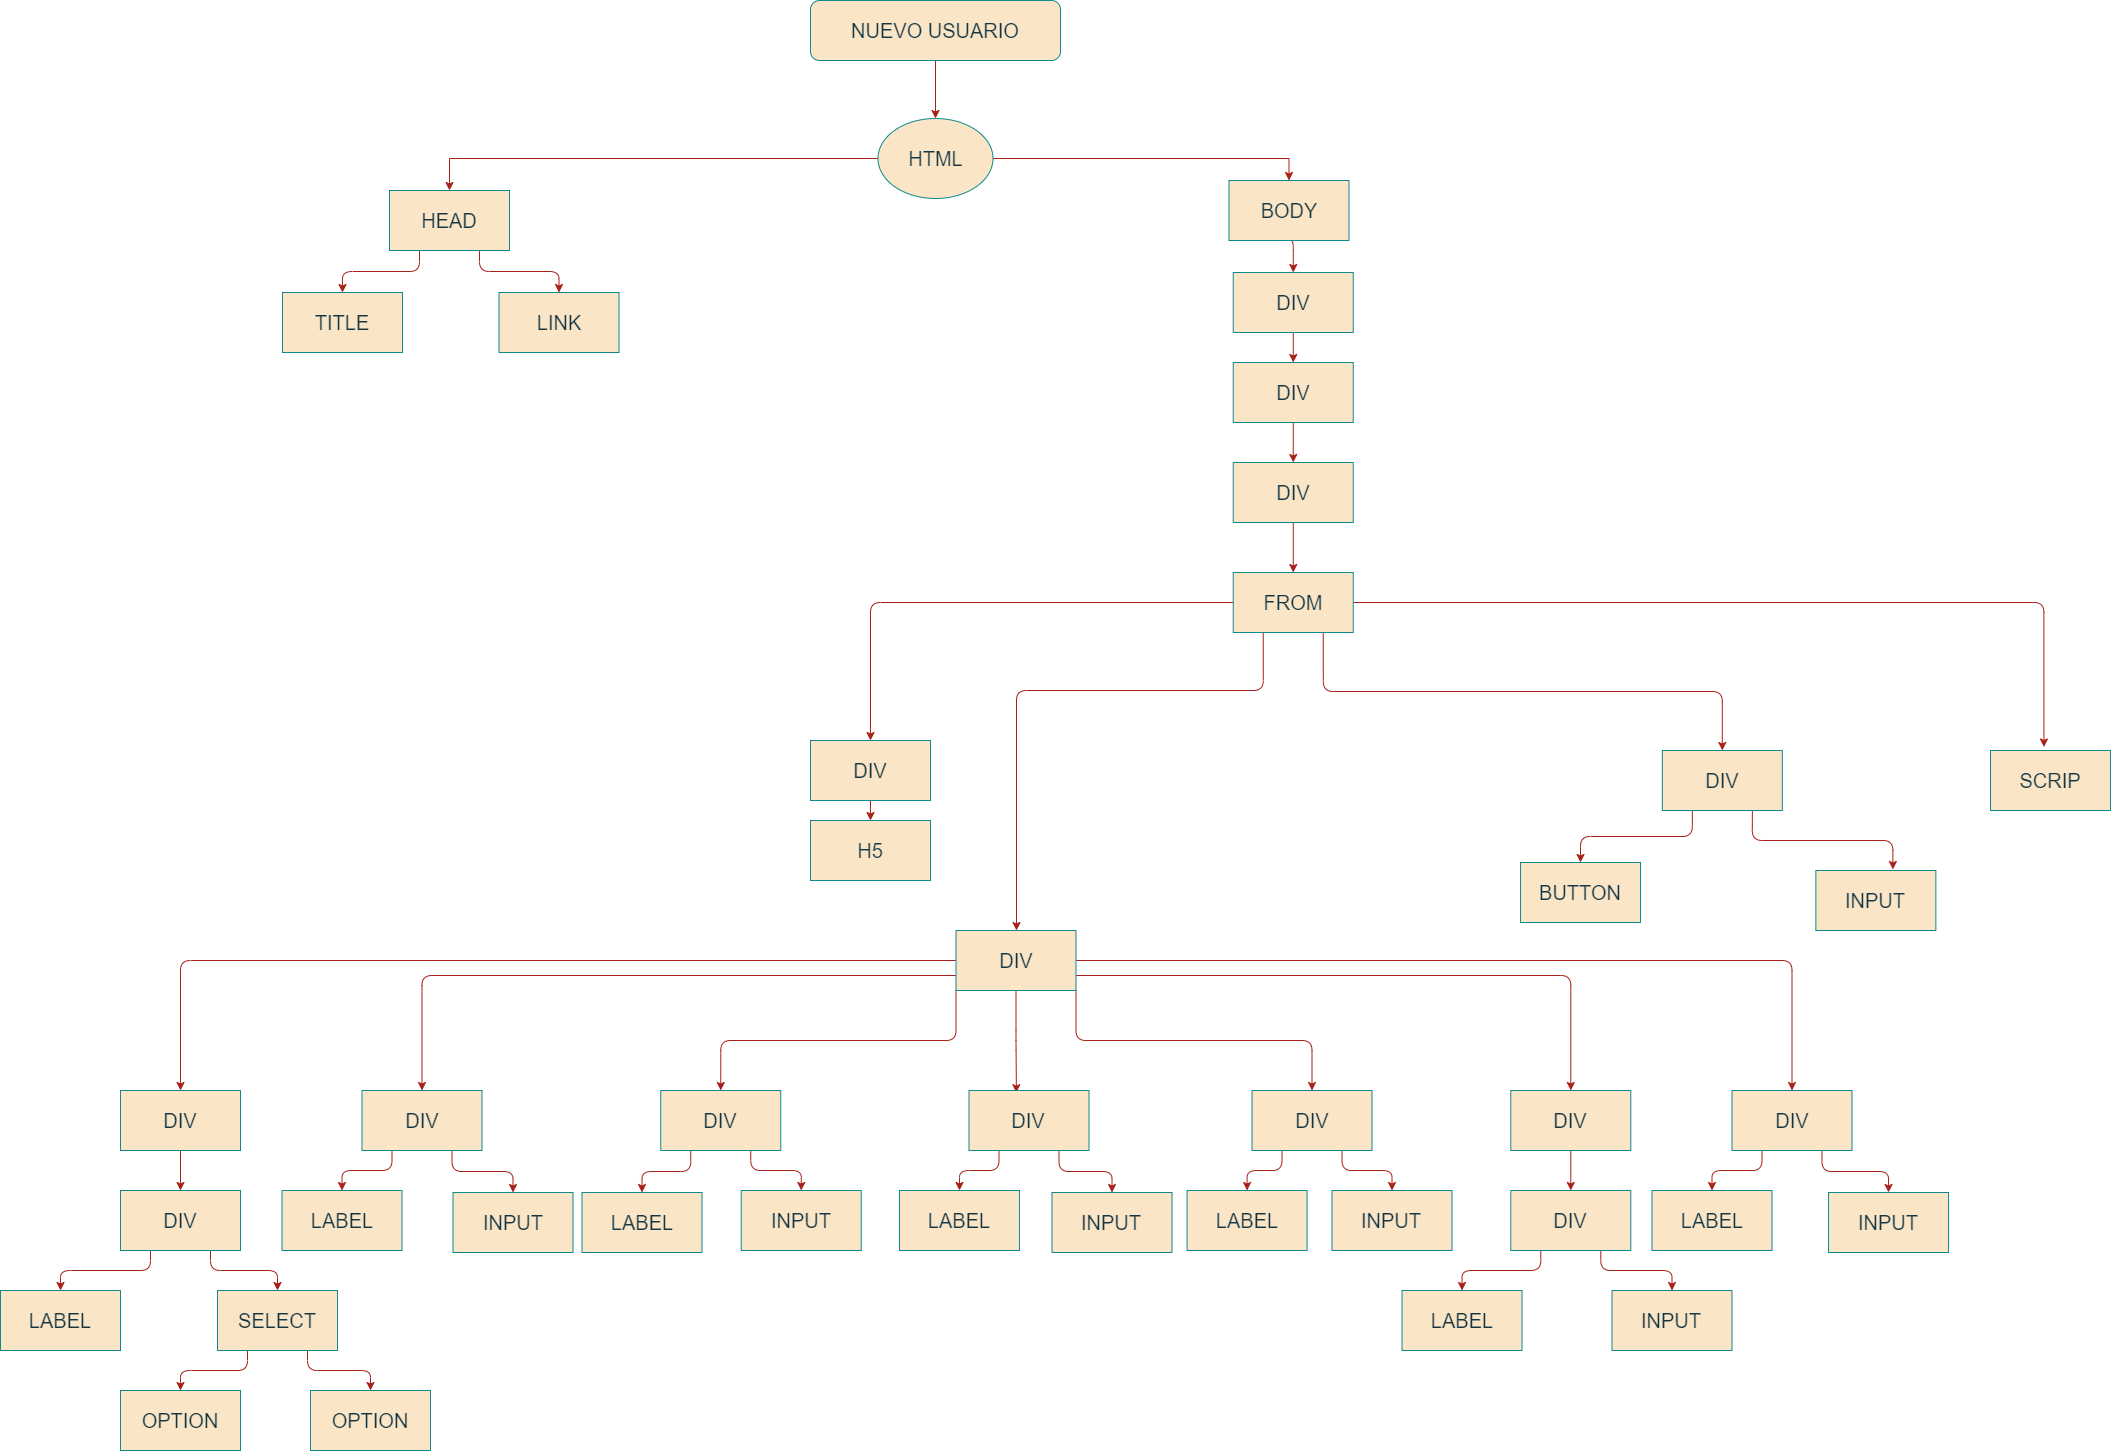 NUEVO USUARIO
HTML
HEAD
BODY
TITLE
LINK
DIV
DIV
DIV
FROM
DIV
DIV
SCRIP
H5
BUTTON
INPUT
DIV
DIV
DIV
DIV
DIV
DIV
DIV
DIV
DIV
LABEL
INPUT
LABEL
INPUT
LABEL
INPUT
LABEL
INPUT
DIV
LABEL
INPUT
LABEL
SELECT
LABEL
INPUT
OPTION
OPTION